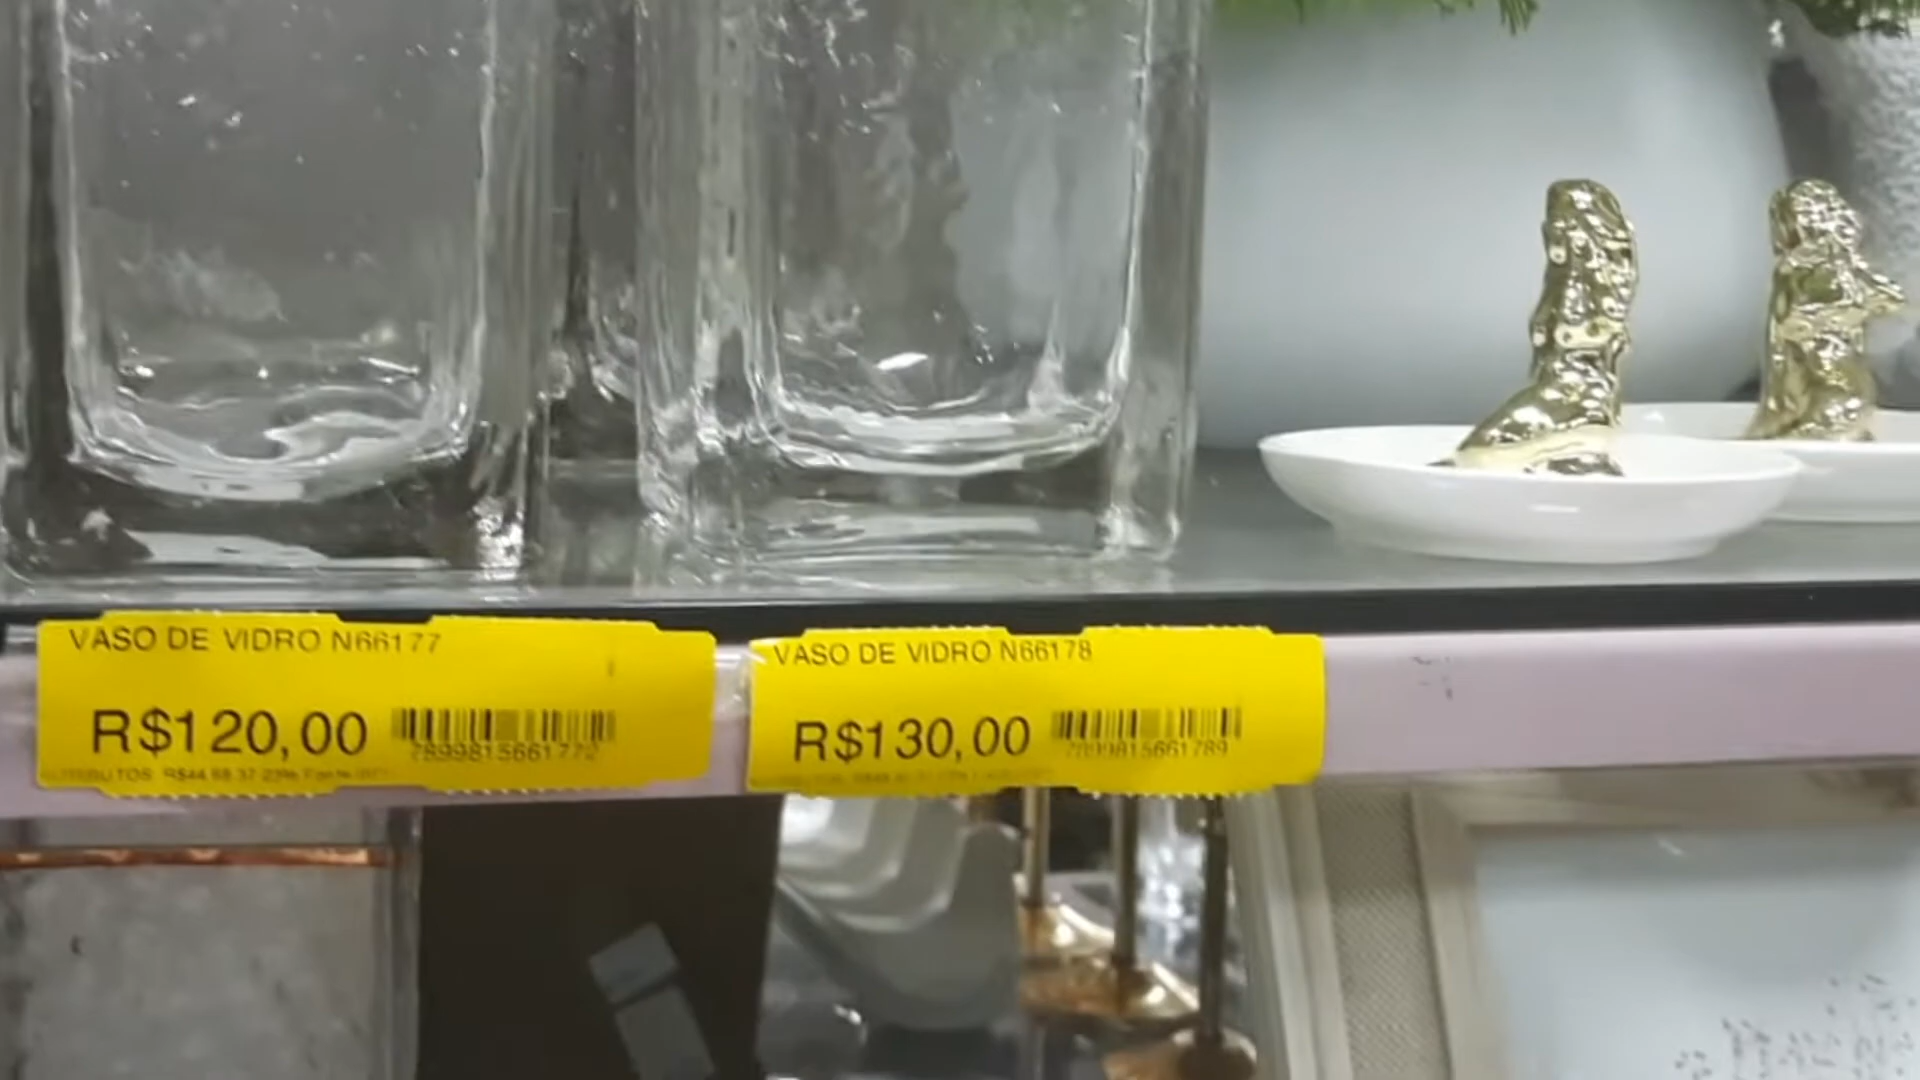 VASO DE VIDRO N66177
R$120,00
7899815661772
VASO DE VIDRO N66178
R$130,00
7899815661789